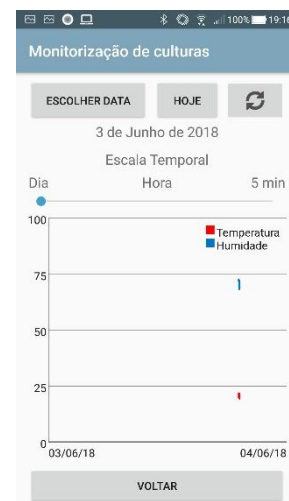 100% 19:16
Monitorização de culturas
ESCOLHER DATA HOJE
3 de Junho de 2018
Escala Temporal
Dia Hora 5 min
100
Temperatura
Humidade
75
50
25
0
03/06/18 04/06/18
VOLTAR